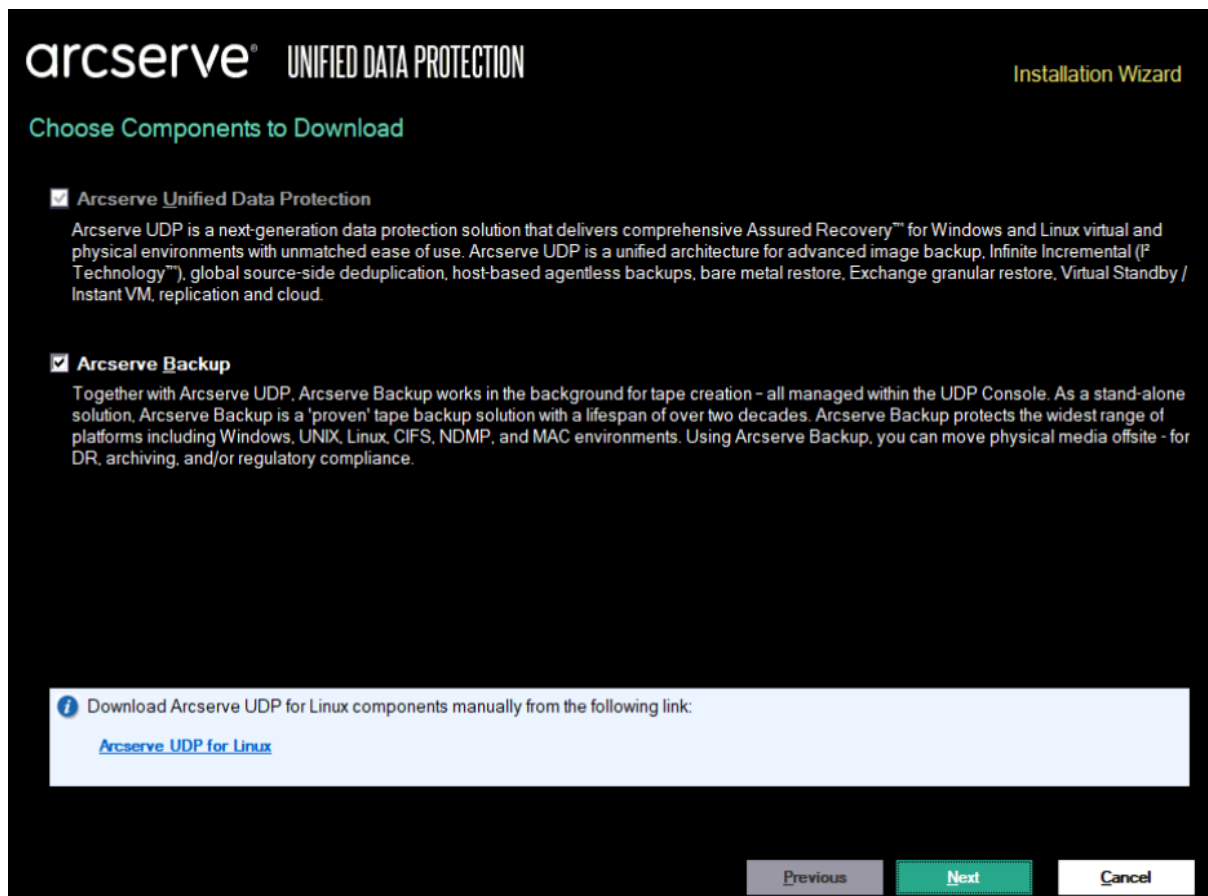 arcserve® UNIFIED DATA PROTECTION
Installation Wizard
Choose Components to Download
Arcserve Unified Data Protection
Arcserve UDP is a next-generation data protection solution that delivers comprehensive Assured Recovery™ for Windows and Linux virtual and
physical environments with unmatched ease of use. Arcserve UDP is a unified architecture for advanced image backup, Infinite Incremental (I²
Technology™), global source-side deduplication, host-based agentless backups, bare metal restore, Exchange granular restore, Virtual Standby /
Instant VM, replication and cloud.
Arcserve Backup
Together with Arcserve UDP, Arcserve Backup works in the background for tape creation – all managed within the UDP Console. As a stand-alone
solution, Arcserve Backup is a 'proven' tape backup solution with a lifespan of over two decades. Arcserve Backup protects the widest range of
platforms including Windows, UNIX, Linux, CIFS, NDMP, and MAC environments. Using Arcserve Backup, you can move physical media offsite - for
DR, archiving, and/or regulatory compliance.
Download Arcserve UDP for Linux components manually from the following link:
Arcserve UDP for Linux
Previous
Next
Cancel